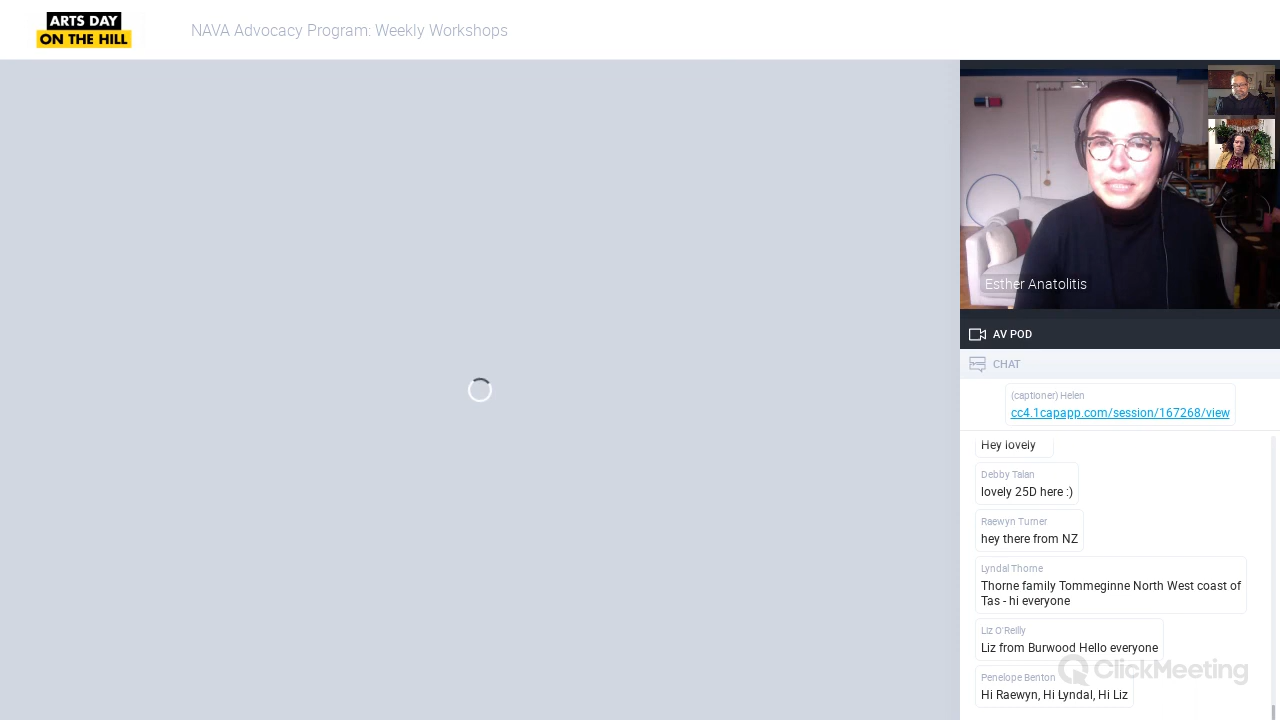 ARTS DAY
ON THE HILL
NAVA Advocacy Program: Weekly Workshops
Esther Anatolitis
AV POD
CHAT
(captioner) Helen
cc4.1capapp.com/session/167268/view
Hey lovely
Debby Talan
lovely 25D here :)
Raewyn Turner
hey there from NZ
Lyndal Thorne
Thorne family Tommeginne North West coast of
Tas - hi everyone
Liz O'Reilly
Liz from Burwood Hello everyone
Penelope Benton
Hi Raewyn, Hi Lyndal, Hi Liz
ClickMeeting